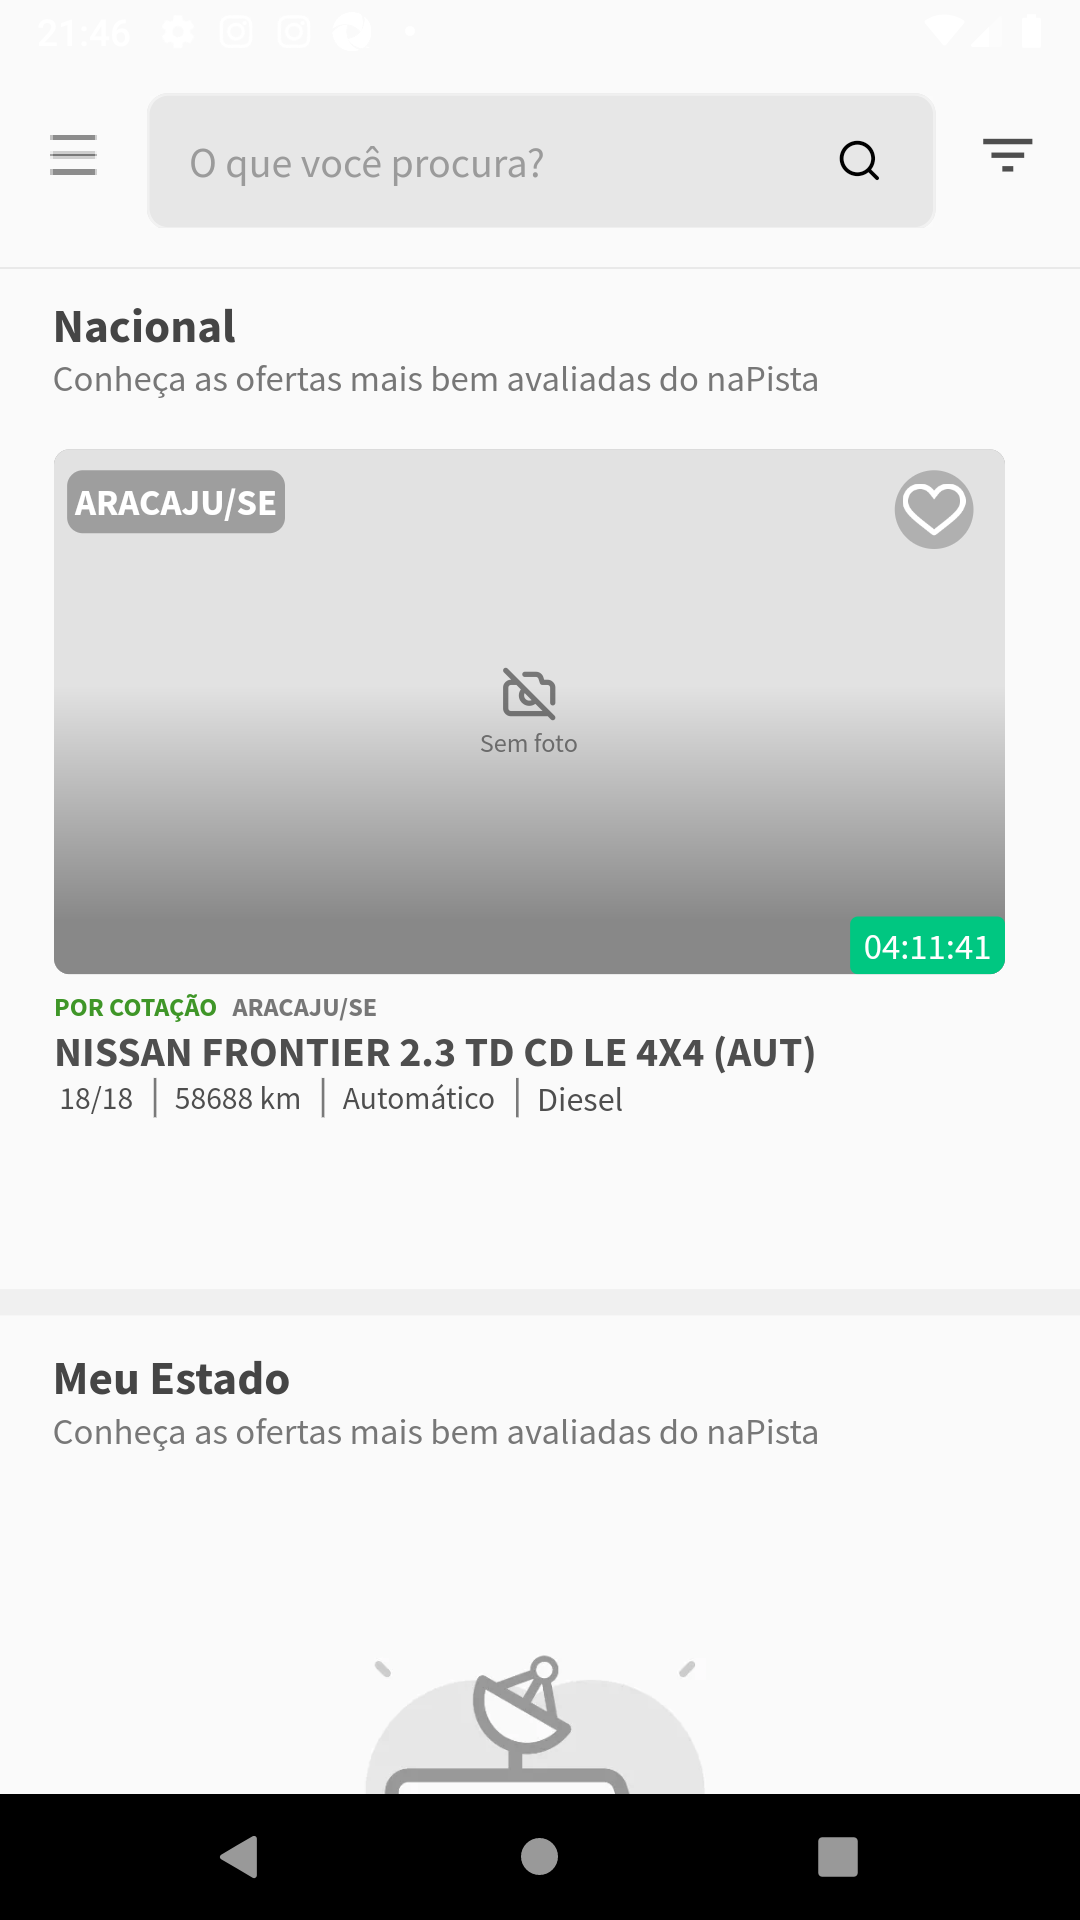 21:46
O que você procura?
Nacional
Conheça as ofertas mais bem avaliadas do naPista
ARACAJU/SE
Sem foto
04:11:41
POR COTAÇÃO ARACAJU/SE
NISSAN FRONTIER 2.3 TD CD LE 4X4 (AUT)
18/18 | 58688 km | Automático | Diesel
Meu Estado
Conheça as ofertas mais bem avaliadas do naPista